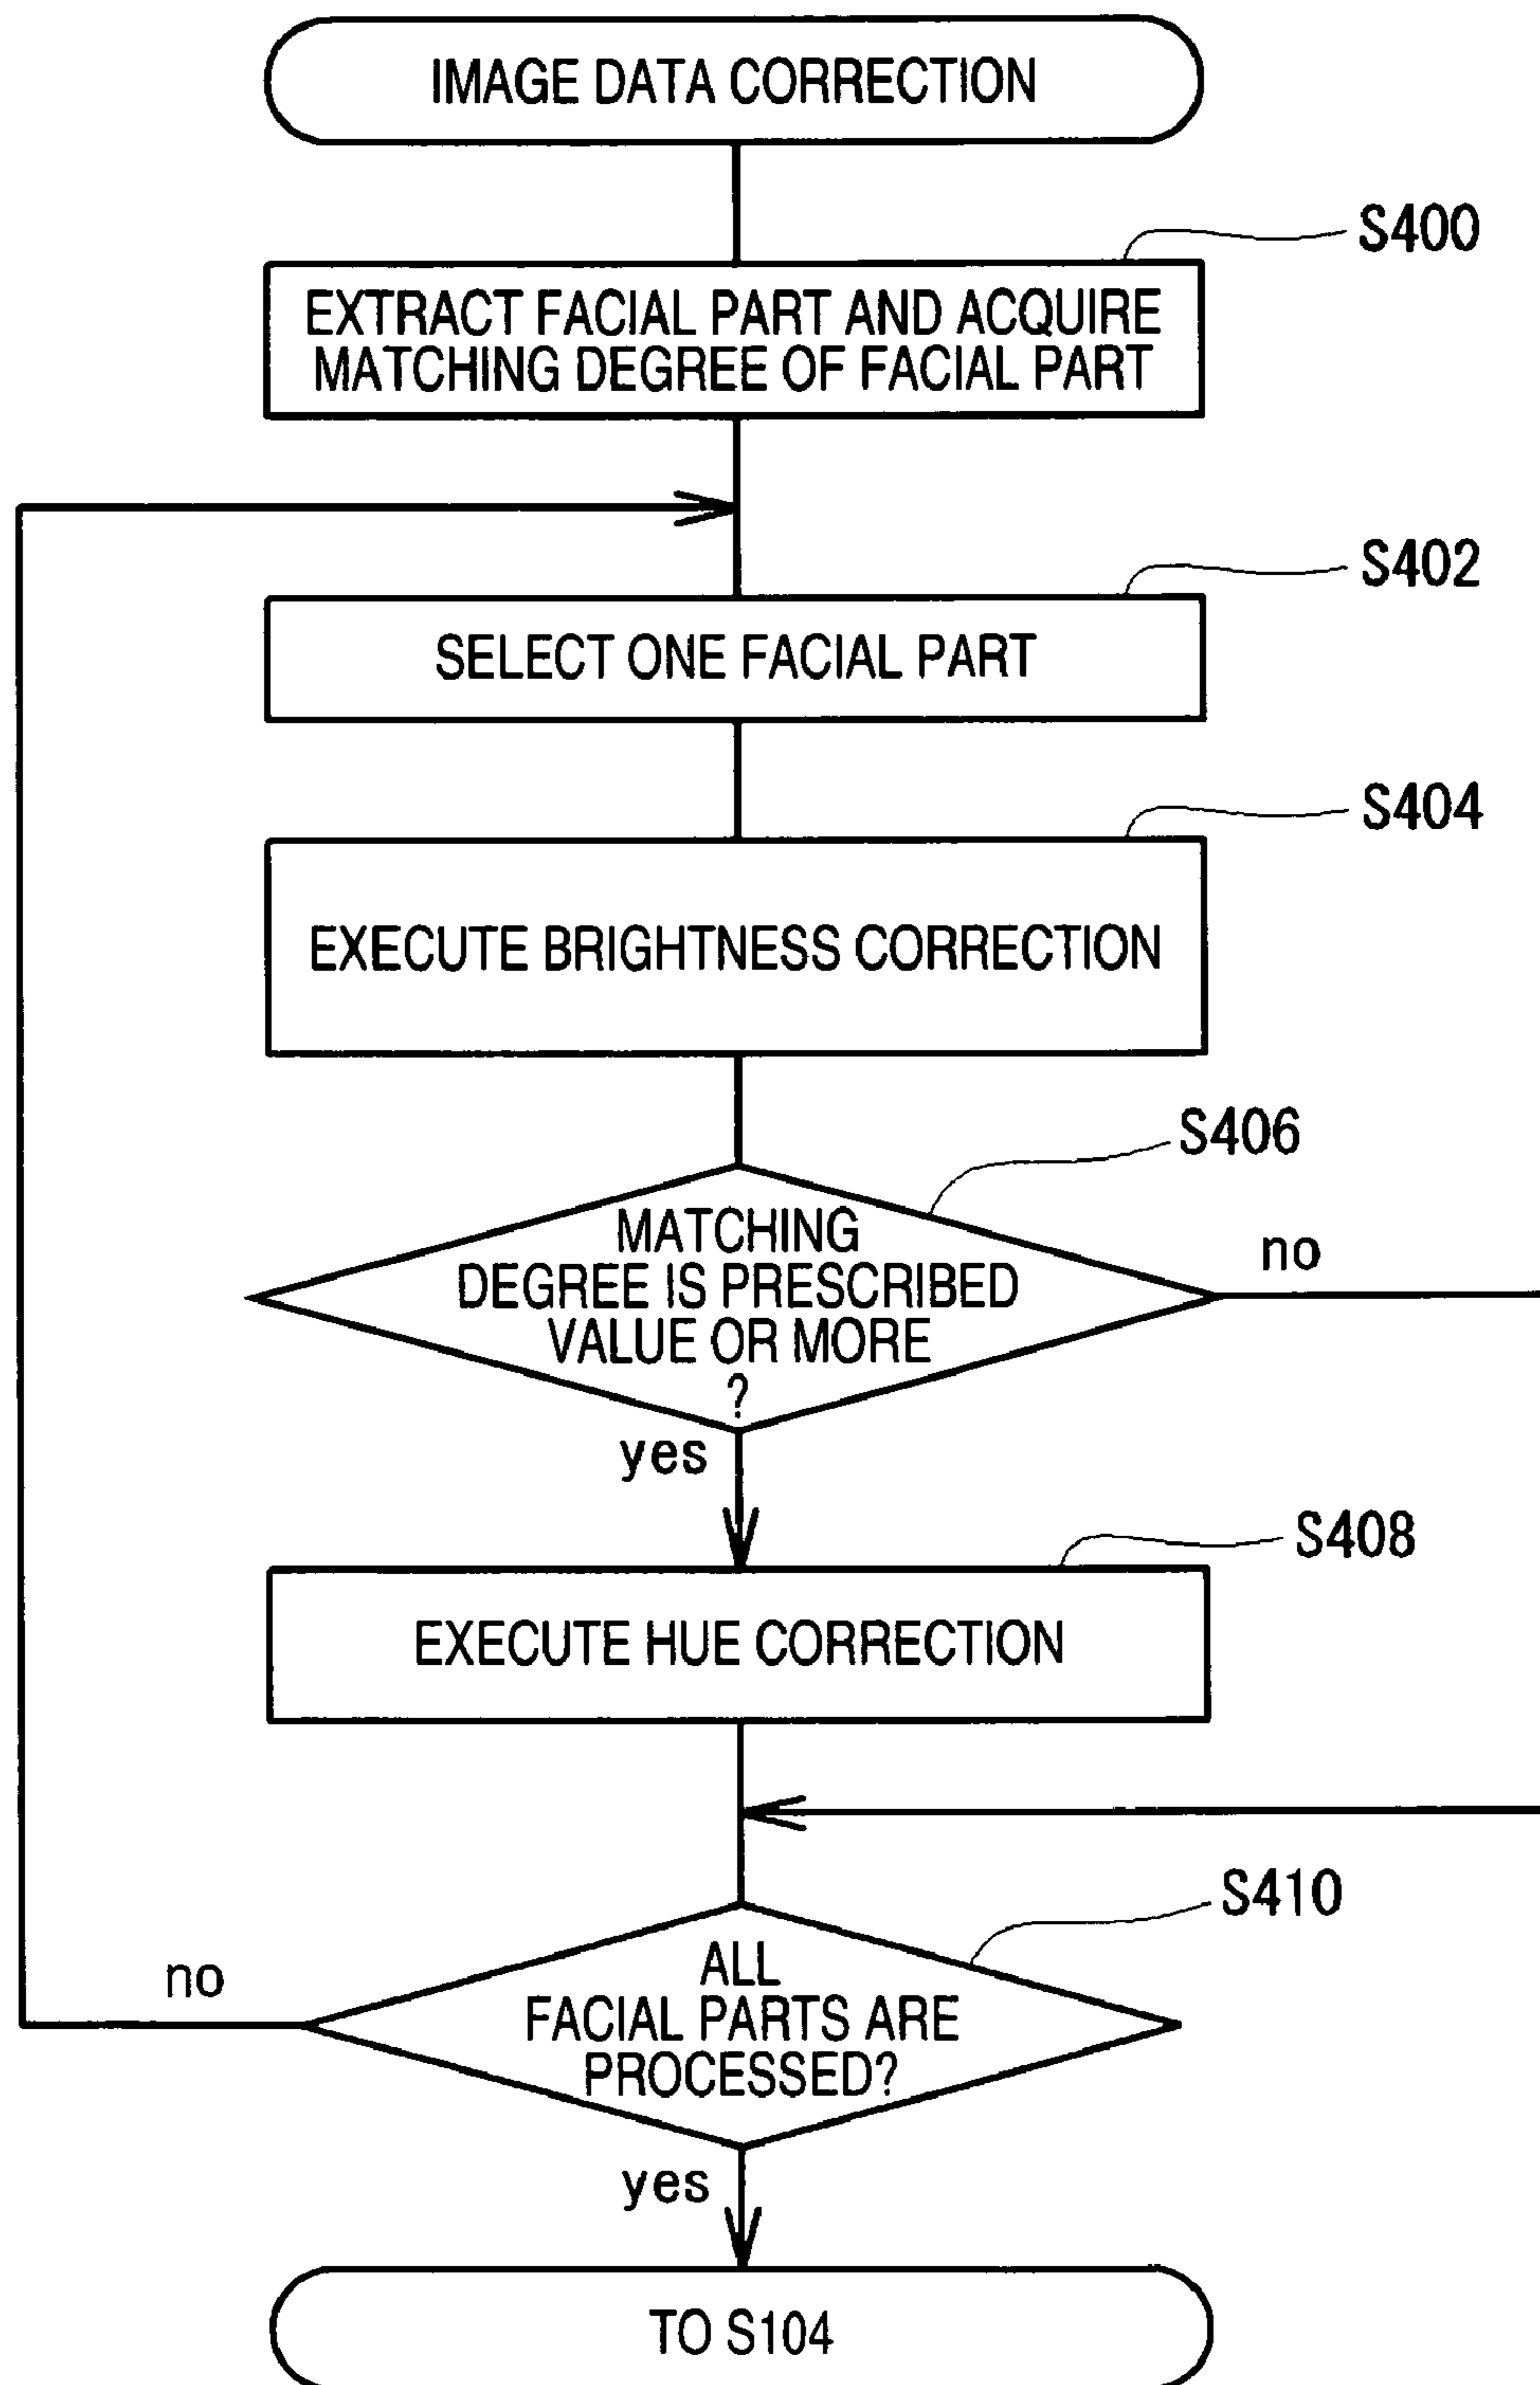 IMAGE DATA CORRECTION
S400
EXTRACT FACIAL PART AND ACQUIRE
MATCHING DEGREE OF FACIAL PART
S402
SELECT ONE FACIAL PART
S404
EXECUTE BRIGHTNESS CORRECTION
S406
MATCHING
DEGREE IS PRESCRIBED
VALUE OR MORE
?
no
yes
S408
EXECUTE HUE CORRECTION
S410
ALL
FACIAL PARTS ARE
PROCESSED?
no
yes
TO S104